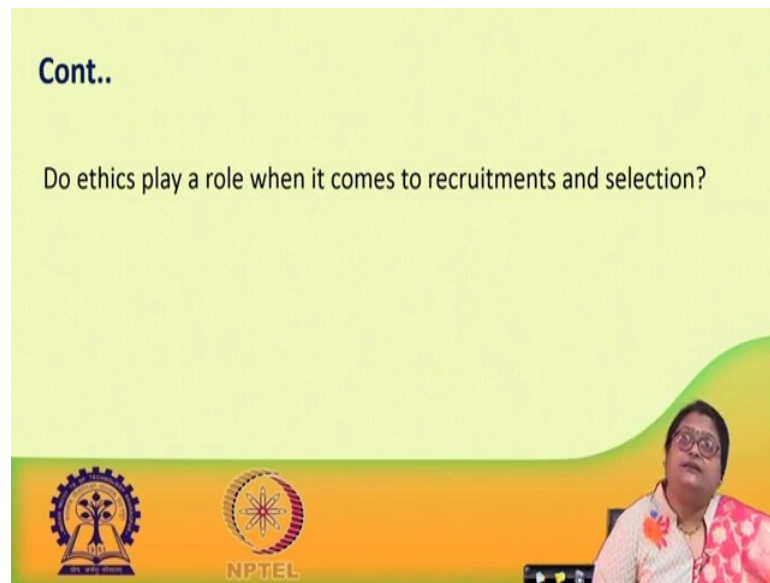 Cont..
Do ethics play a role when it comes to recruitments and selection?
NPTEL